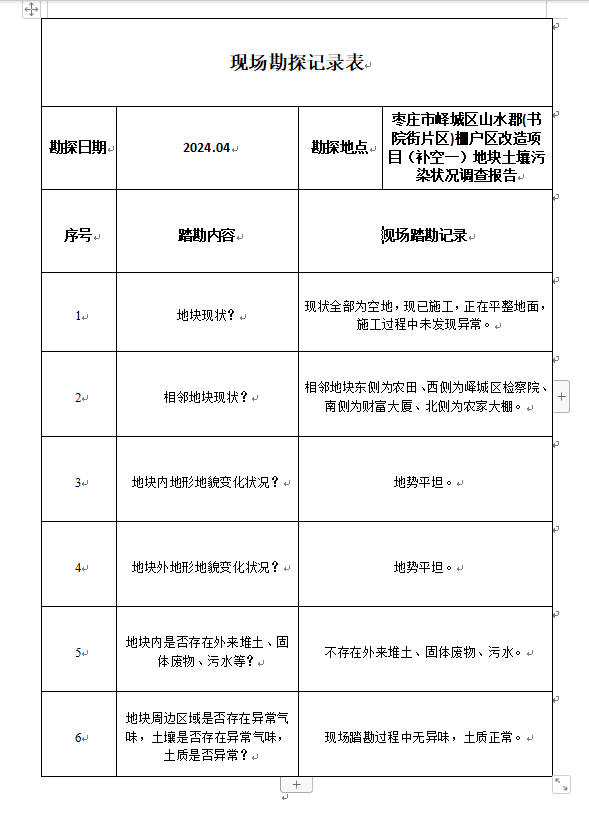 现场勘探记录表
勘探日期
2024.04
勘探地点
枣庄市峄城区山水郡(书
院街片区)棚户区改造项
目（补空一）地块土壤污
染状况调查报告
序号
踏勘内容
现场踏勘记录
1
地块现状？
现状全部为空地，现已施工，正在平整地面，
施工过程中未发现异常。
2
相邻地块现状？
相邻地块东侧为农田、西侧为峄城区检察院、
南侧为财富大厦、北侧为农家大棚。
3
地块内地形地貌变化状况？
地势平坦。
4
地块外地形地貌变化状况？
地势平坦。
5
地块内是否存在外来堆土、固
体废物、污水等？
不存在外来堆土、固体废物、污水。
6
地块周边区域是否存在异常气
味，土壤是否存在异常气味，
土质是否异常？
现场踏勘过程中无异味，土质正常。